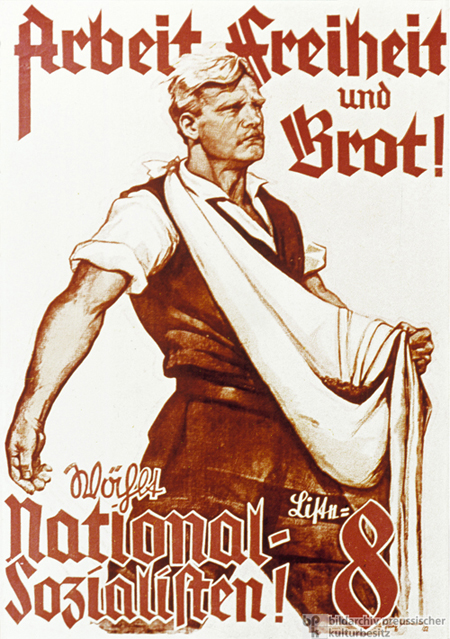 Arbeit, Freiheit
und
Brot!
Wählt
National-
Sozialisten!
Liste=
8
bpk
bildarchiv preussischer
kulturbesitz